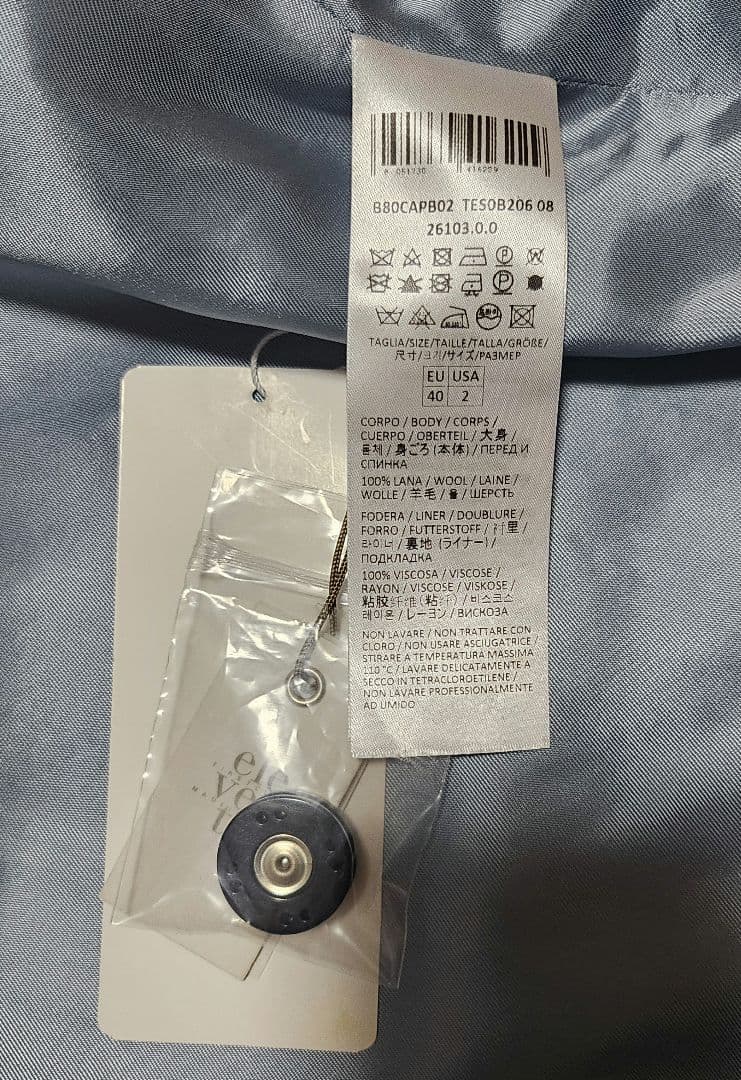 B80CAPB02 TES0B206 08
26103.0.0
TAGLIA/SIZE/TAILLE/TALLA/GRÖßE/
尺寸/크기/サイズ/РАЗМЕР
EU USA
40 2
CORPO / BODY / CORPS /
CUERPO / OBERTEIL / 大身 /
몸체 / 身ごろ (本体) / ПЕРЕД И
СПИНКА
100% LANA / WOOL / LAINE /
WOLLE / 羊毛 / 울 / ШЕРСТЬ
FODERA / LINER / DOUBLURE /
FORRO / FUTTERSTOFF / 衬里 /
라이너 / 裏地 (ライナー) /
ПОДКЛАДКА
100% VISCOSA / VISCOSE /
RAYON / VISCOSE / VISKOSE /
粘胶纤维 (粘纤) / 비스코스
레이온 / レーヨン / ВИСКОЗА
NON LAVARE / NON TRATTARE CON
CLORO / NON USARE ASCIUGATRICE /
STIRARE A TEMPERATURA MASSIMA
110 °C / LAVARE DELICATAMENTE A
SECCO IN TETRACLOROETILENE /
NON LAVARE PROFESSIONALMENTE
AD UMIDO
ele
ve
t